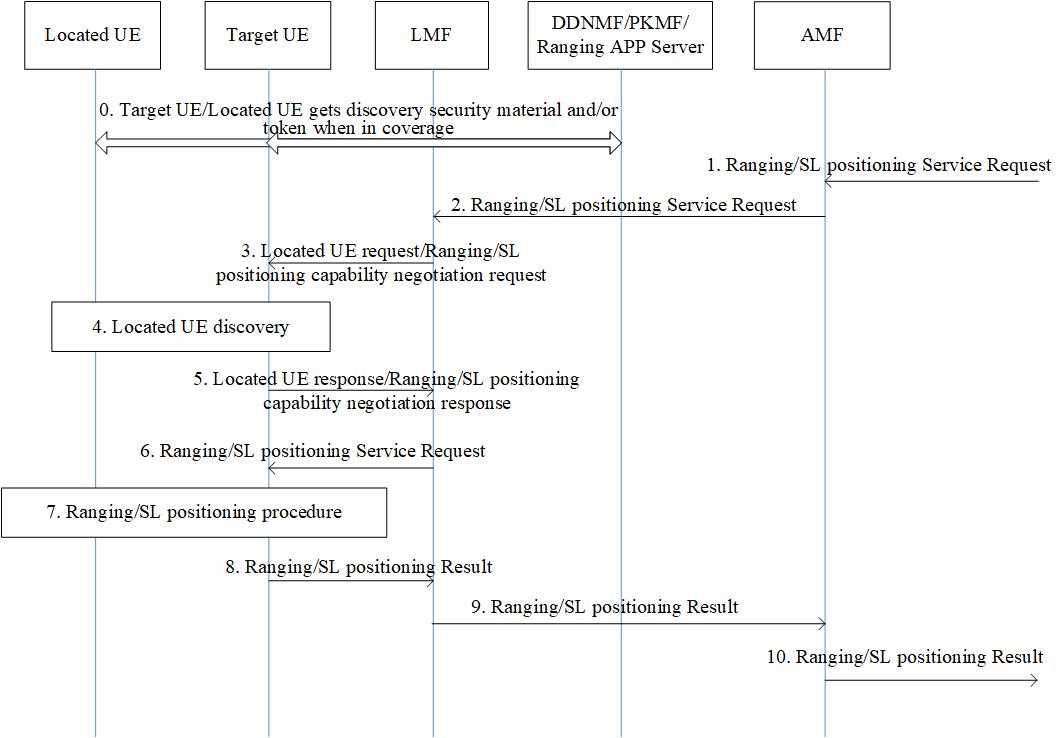 Located UE
Target UE
LMF
DDNMF/PKMF/
Ranging APP Server
AMF
0. Target UE/Located UE gets discovery security material and/or
token when in coverage
1. Ranging/SL positioning Service Request
2. Ranging/SL positioning Service Request
3. Located UE request/Ranging/SL
positioning capability negotiation request
4. Located UE discovery
5. Located UE response/Ranging/SL positioning
capability negotiation response
6. Ranging/SL positioning Service Request
7. Ranging/SL positioning procedure
8. Ranging/SL positioning Result
9. Ranging/SL positioning Result
10. Ranging/SL positioning Result